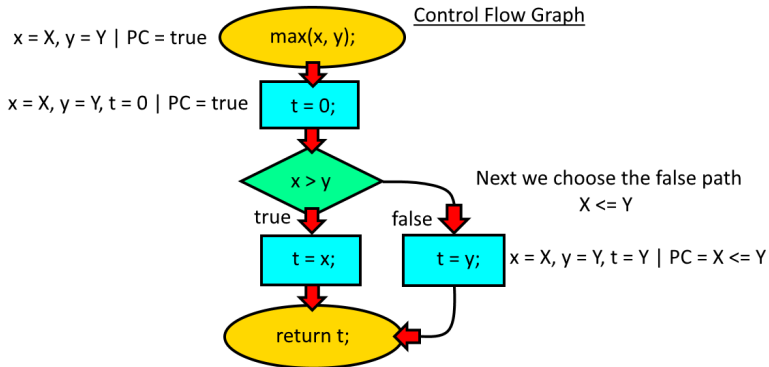 Control Flow Graph
x = X, y = Y | PC = true
max(x, y);
x = X, y = Y, t = 0 | PC = true
t = 0;
x > y
Next we choose the false path
X <= Y
true
false
t = x;
t = y;
x = X, y = Y, t = Y | PC = X <= Y
return t;